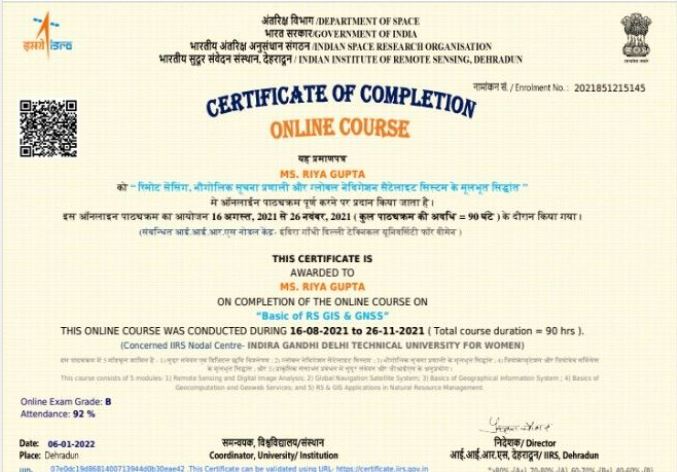 इसरो isro
अंतरिक्ष विभाग /DEPARTMENT OF SPACE
भारत सरकार/GOVERNMENT OF INDIA
भारतीय अंतरिक्ष अनुसंधान संगठन /INDIAN SPACE RESEARCH ORGANISATION
भारतीय सुदूर संवेदन संस्थान, देहरादून / INDIAN INSTITUTE OF REMOTE SENSING, DEHRADUN
नामांकन सं. / Enrolment No. : 2021851215145
CERTIFICATE OF COMPLETION
ONLINE COURSE
यह प्रमाणपत्र
MS. RIYA GUPTA
को “ रिमोट सेंसिंग, भौगोलिक सूचना प्रणाली और ग्लोबल नेविगेशन सैटेलाइट सिस्टम के मूलभूत सिद्धांत ”
में ऑनलाईन पाठ्यक्रम पूर्ण करने पर प्रदान किया जाता है।
इस ऑनलाइन पाठ्यक्रम का आयोजन 16 अगस्त, 2021 से 26 नवंबर, 2021 ( कुल पाठ्यक्रम की अवधि = 90 घंटे ) के दौरान किया गया।
(संबन्धित आई.आई.आर.एस नोडल केंद्र- इंदिरा गाँधी दिल्ली टेक्निकल यूनिवर्सिटी फॉर वीमेन )
THIS CERTIFICATE IS
AWARDED TO
MS. RIYA GUPTA
ON COMPLETION OF THE ONLINE COURSE ON
“Basic of RS GIS & GNSS”
THIS ONLINE COURSE WAS CONDUCTED DURING 16-08-2021 to 26-11-2021 ( Total course duration = 90 hrs ).
(Concerned IIRS Nodal Centre- INDIRA GANDHI DELHI TECHNICAL UNIVERSITY FOR WOMEN)
This course consists of 5 modules- 1) Remote Sensing and Digital Image Analysis; 2) Global Navigation Satellite System; 3) Basics of Geographical Information System ; 4) Basics of
Geocomputation and Geoweb Services; and 5) RS & GIS Applications in Natural Resource Management.
Online Exam Grade: B
Attendance: 92 %
Date: 06-01-2022
Place: Dehradun
समन्वयक, विश्वविद्यालय/संस्थान
Coordinator, University/ Institution
निदेशक/ Director
आई.आई.आर.एस, देहरादून/ IIRS, Dehradun
This Certificate can be validated using URL- https://certificate.iirs.gov.in